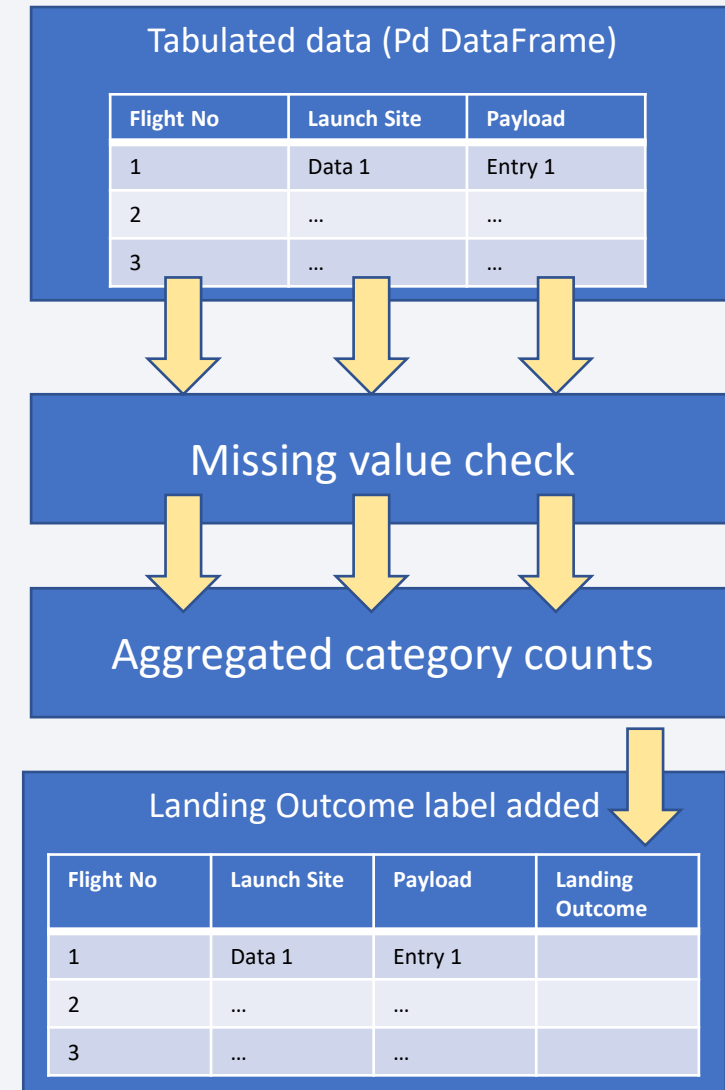 Tabulated data (Pd DataFrame)
Flight No Launch Site Payload
1 Data 1 Entry 1
2 ... ...
3 ... ...
Missing value check
Aggregated category counts
Landing Outcome label added
Flight No Launch Site Payload Landing
Outcome
1 Data 1 Entry 1
2 ... ...
3 ... ...